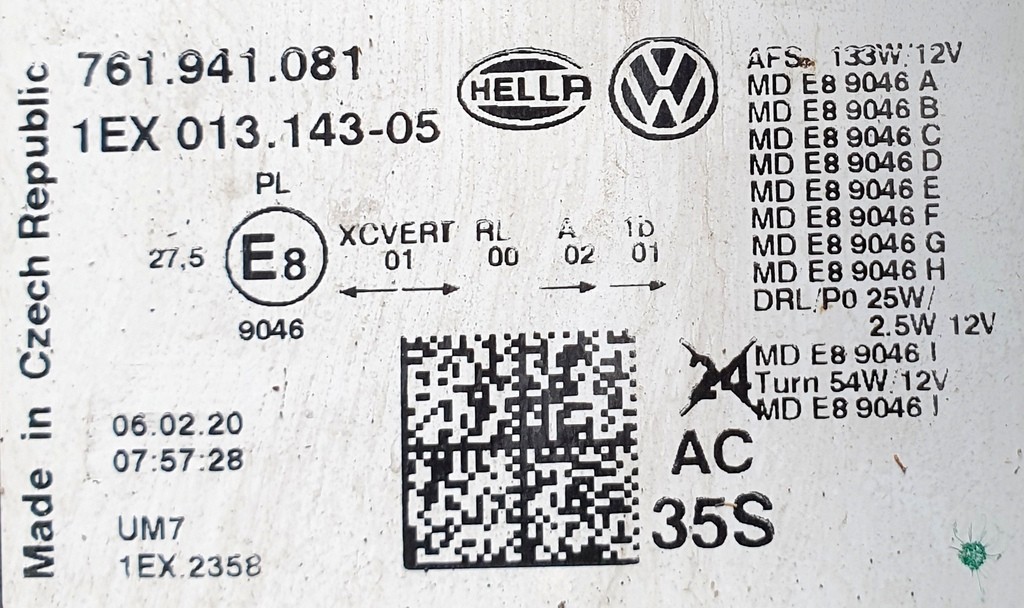 Made in Czech Republic
761.941.081
1EX 013.143-05
HELLA
PL
27,5
E8
9046
XCVERT RL A 1D
01 00 02 01
06.02.20
07:57:28
UM7
1EX.2358
AFS 133W/12V
MD E8 9046 A
MD E8 9046 B
MD E8 9046 C
MD E8 9046 D
MD E8 9046 E
MD E8 9046 F
MD E8 9046 G
MD E8 9046 H
DRL/P0 25W/
2.5W 12V
MD E8 9046 I
Turn 54W/12V
MD E8 9046 I
24
AC
35S